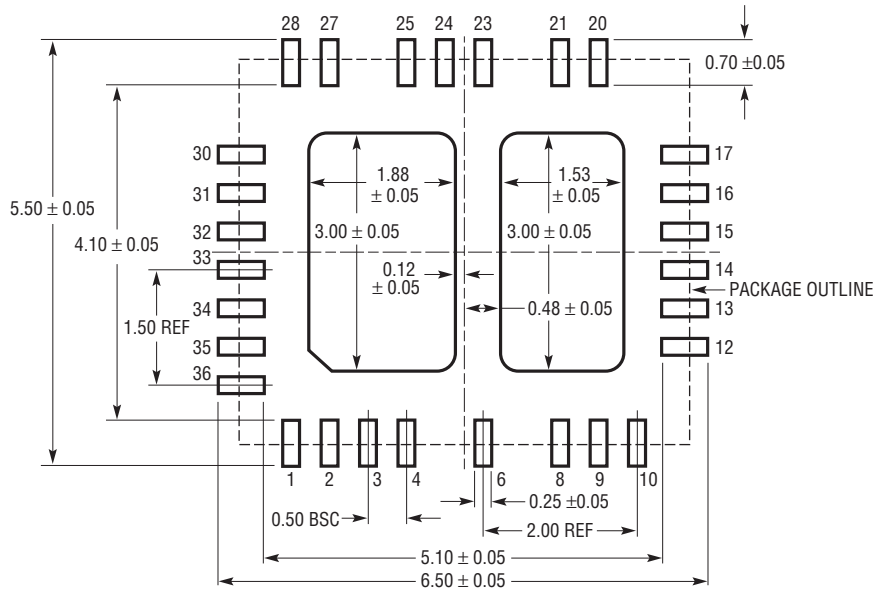 28 27 25 24 23 21 20
0.70 ±0.05
30
31
32
33
34
35
36
17
16
15
14
13
12
1.88
± 0.05
1.53
± 0.05
5.50 ± 0.05
4.10 ± 0.05
3.00 ± 0.05
3.00 ± 0.05
0.12
± 0.05
0.48 ± 0.05
PACKAGE OUTLINE
1.50 REF
1 2 3 4 6 8 9 10
0.25 ±0.05
0.50 BSC
2.00 REF
5.10 ± 0.05
6.50 ± 0.05